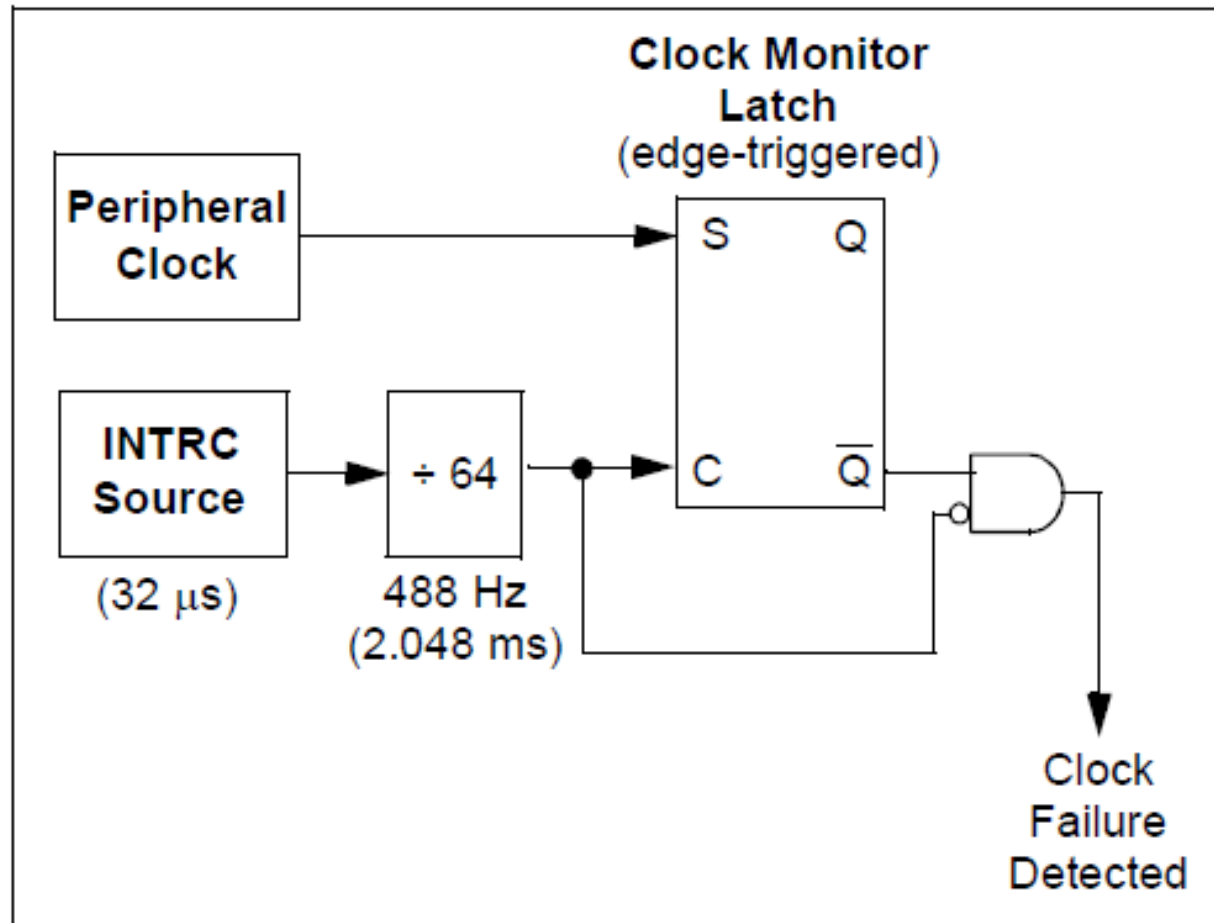 Clock Monitor
Latch
(edge-triggered)
Peripheral
Clock
S
Q
INTRC
Source
÷ 64
C
Q̅
(32 μs)
488 Hz
(2.048 ms)
Clock
Failure
Detected